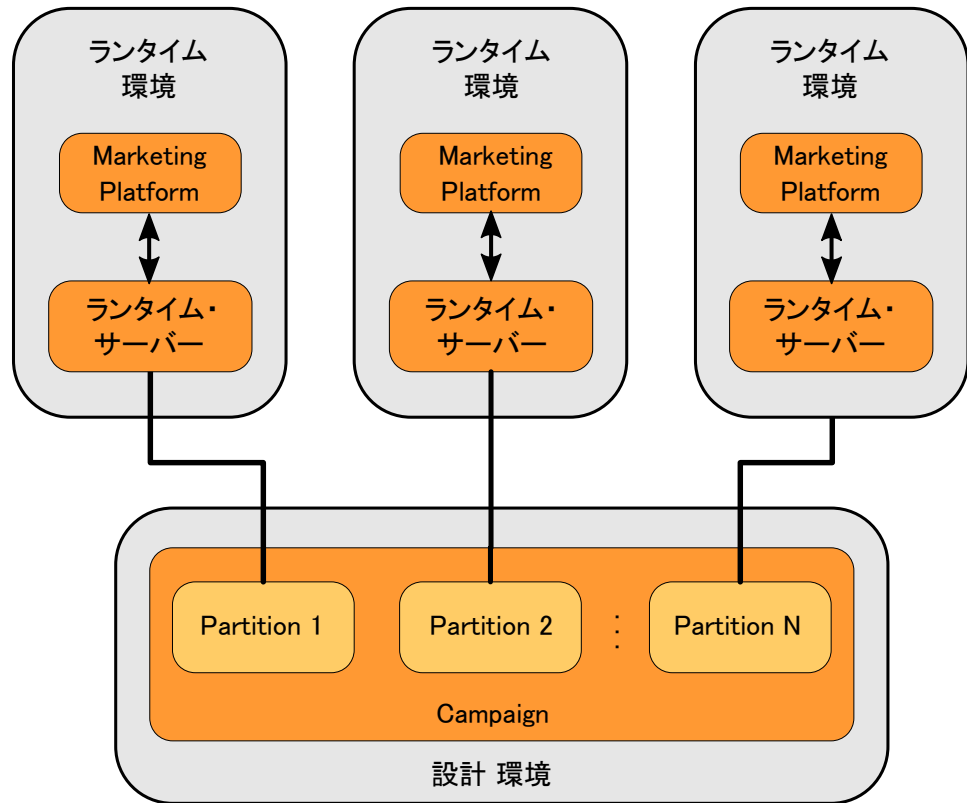 ランタイム
環境
Marketing
Platform
ランタイム・
サーバー
ランタイム
環境
Marketing
Platform
ランタイム・
サーバー
ランタイム
環境
Marketing
Platform
ランタイム・
サーバー
Partition 1
Partition 2
⋮
Partition N
Campaign
設計 環境